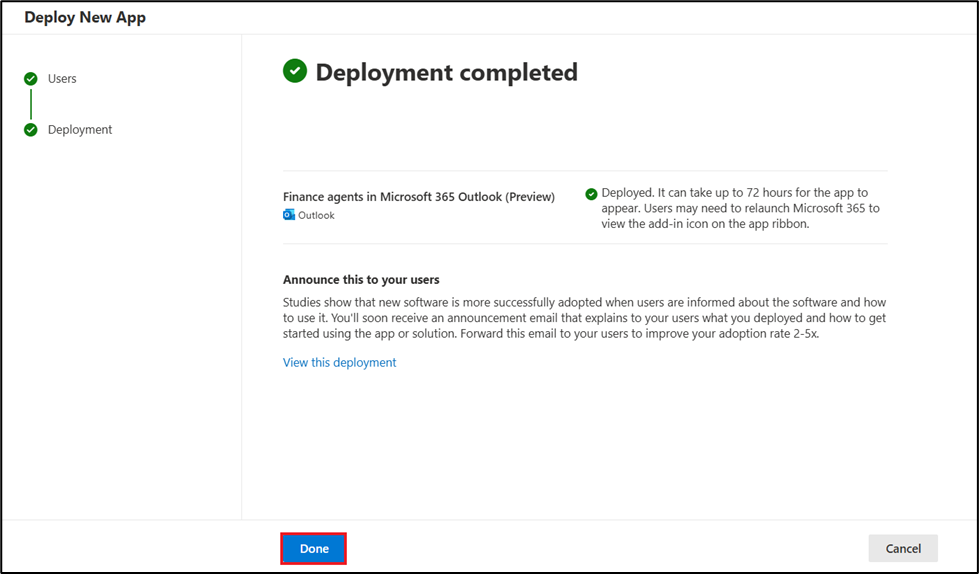 Deploy New App
Users
Deployment
Deployment completed
Finance agents in Microsoft 365 Outlook (Preview)
Outlook
Deployed. It can take up to 72 hours for the app to
appear. Users may need to relaunch Microsoft 365 to
view the add-in icon on the app ribbon.
Announce this to your users
Studies show that new software is more successfully adopted when users are informed about the software and how
to use it. You'll soon receive an announcement email that explains to your users what you deployed and how to get
started using the app or solution. Forward this email to your users to improve your adoption rate 2-5x.
View this deployment
Done
Cancel